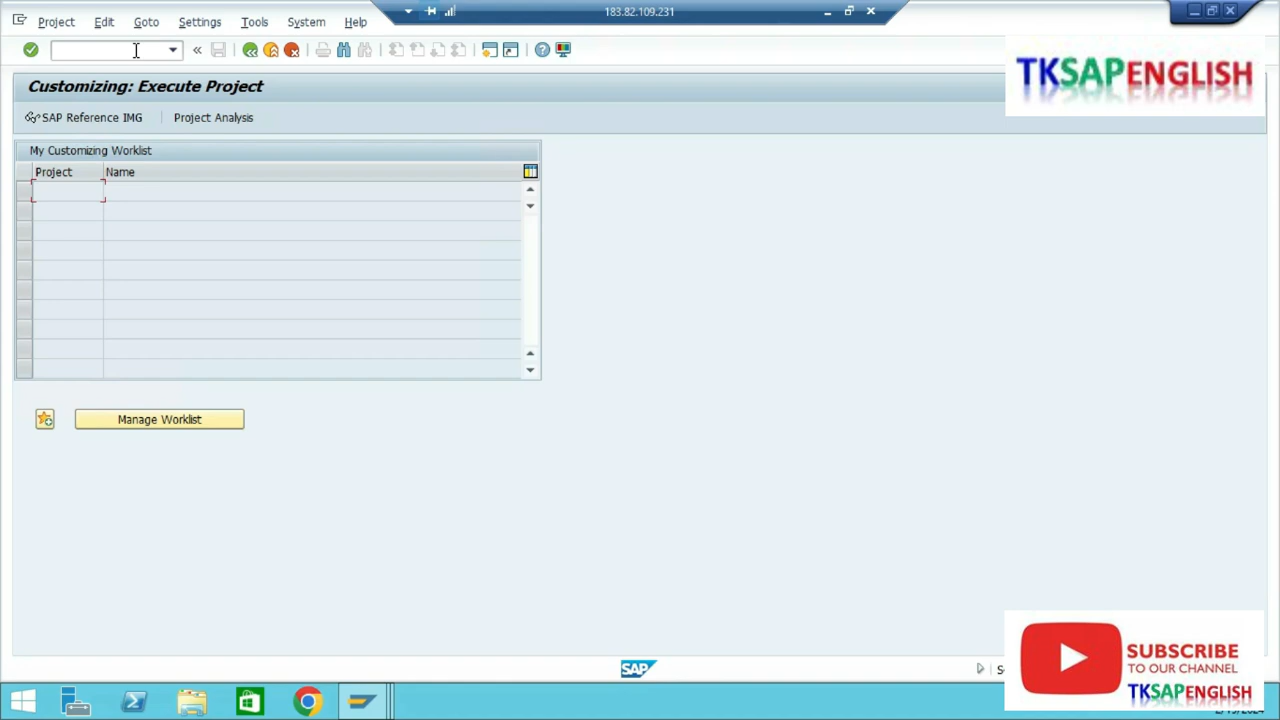 Project Edit Goto Settings Tools System Help
183.82.109.231
Customizing: Execute Project
SAP Reference IMG Project Analysis
My Customizing Worklist
Project Name
Manage Worklist
SAP
TKSAPENGLISH
SUBSCRIBE
TO OUR CHANNEL
TKSAPENGLISH